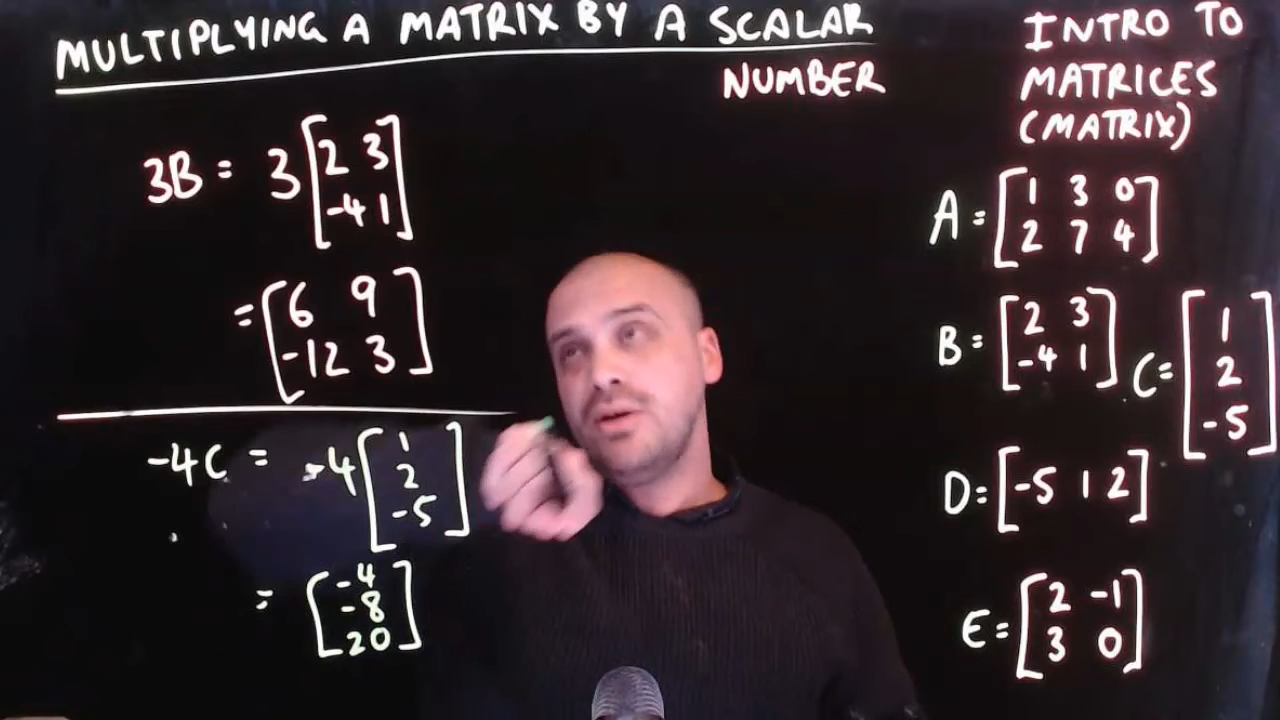 MULTIPLYING A MATRIX BY A SCALAR
NUMBER
3B = 3 [2 3
-4 1]
= [6 9
-12 3]
-4C = -4 [1
2
-5]
= [-4
-8
20]
INTRO TO
MATRICES
(MATRIX)
A = [1 3 0
2 7 4]
B = [2 3
-4 1]
C = [1
2
-5]
D = [-5 1 2]
E = [2 -1
3 0]